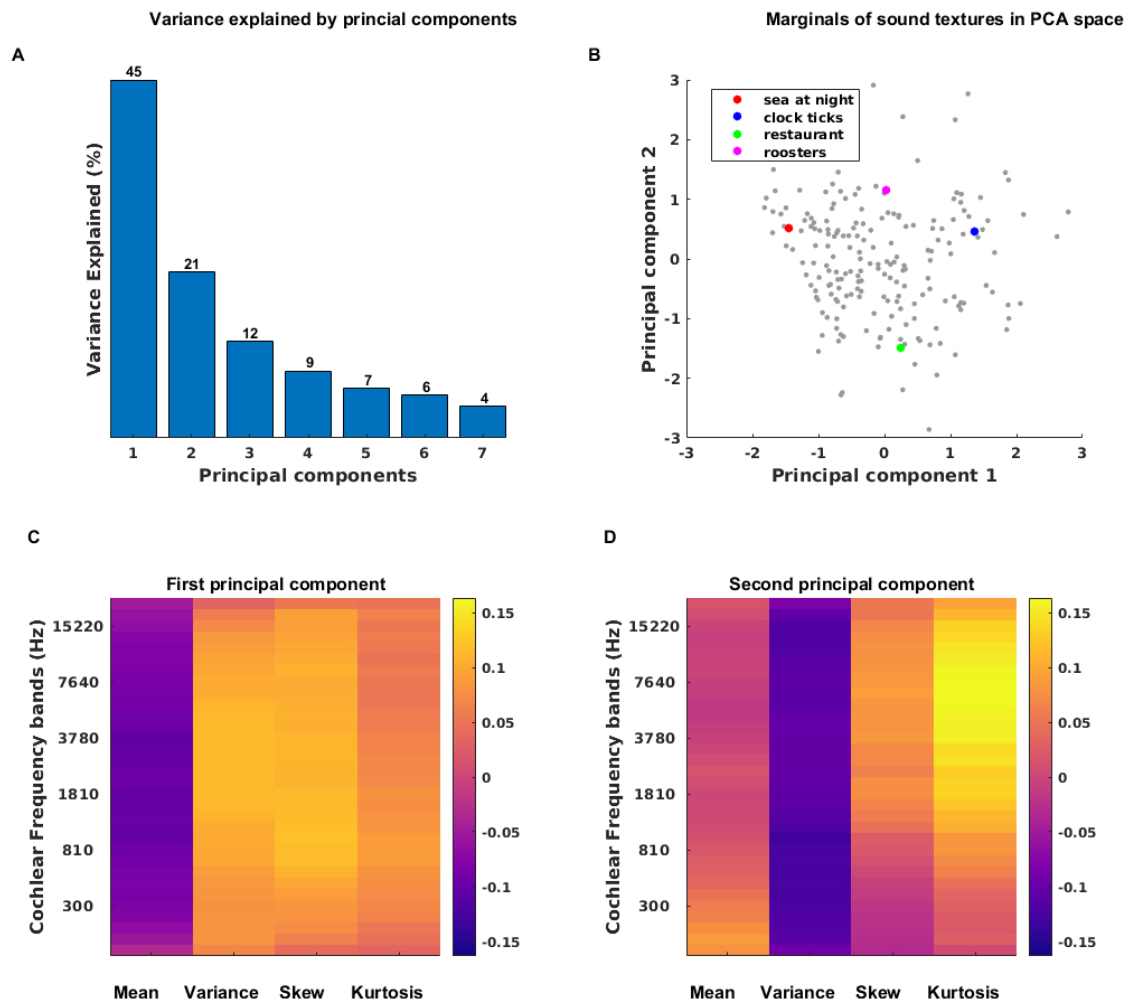 Variance explained by princial components
Marginals of sound textures in PCA space
A
45
21
12
9
7
6
4
Variance Explained (%)
1 2 3 4 5 6 7
Principal components
B
sea at night
clock ticks
restaurant
roosters
3
2
1
0
-1
-2
-3
Principal component 2
-3 -2 -1 0 1 2 3
Principal component 1
C
First principal component
Cochlear Frequency bands (Hz)
15220
7640
3780
1810
810
300
0.15
0.1
0.05
0
-0.05
-0.1
-0.15
Mean Variance Skew Kurtosis
D
Second principal component
Cochlear Frequency bands (Hz)
15220
7640
3780
1810
810
300
0.15
0.1
0.05
0
-0.05
-0.1
-0.15
Mean Variance Skew Kurtosis